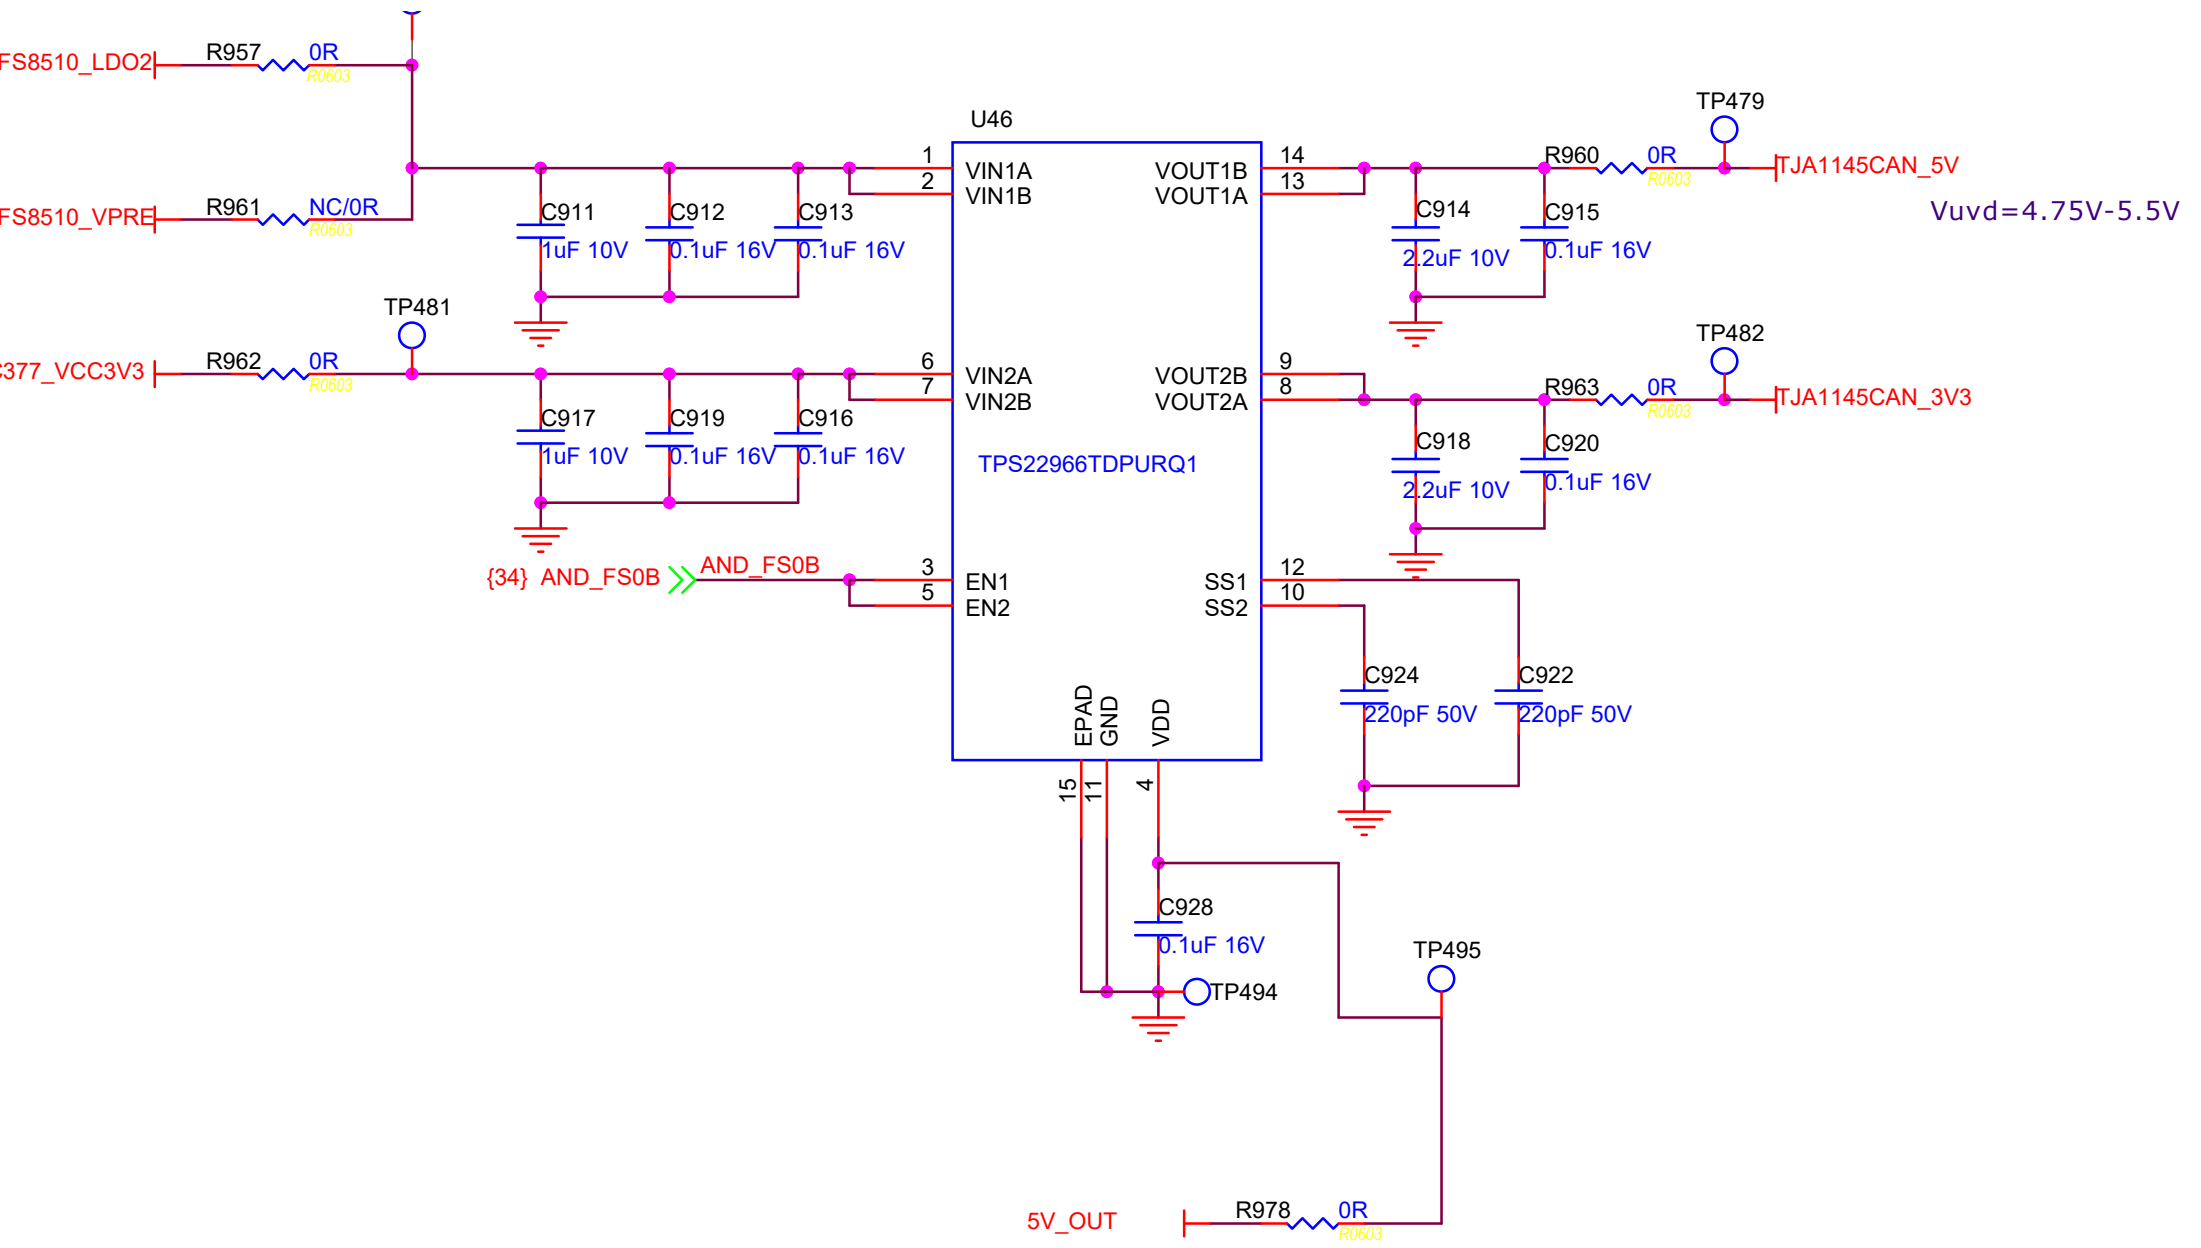 FS8510_LDO2
R957
0R
R0603
FS8510_VPRE
R961
NC/0R
R0603
C911
1uF 10V
C912
0.1uF 16V
C913
0.1uF 16V
TP481
C377_VCC3V3
R962
0R
R0603
C917
1uF 10V
C919
0.1uF 16V
C916
0.1uF 16V
{34} AND_FS0B
AND_FS0B
U46
1
VIN1A
2
VIN1B
6
VIN2A
7
VIN2B
TPS22966TDPURQ1
3
EN1
5
EN2
VOUT1B
14
VOUT1A
13
VOUT2B
9
VOUT2A
8
SS1
12
SS2
10
EPAD
GND
VDD
15
11
4
C914
2.2uF 10V
C915
0.1uF 16V
R960
0R
R0603
TP479
TJA1145CAN_5V
Vuvd=4.75V-5.5V
C918
2.2uF 10V
C920
0.1uF 16V
R963
0R
R0603
TP482
TJA1145CAN_3V3
C924
220pF 50V
C922
220pF 50V
C928
0.1uF 16V
TP494
TP495
5V_OUT
R978
0R
R0603